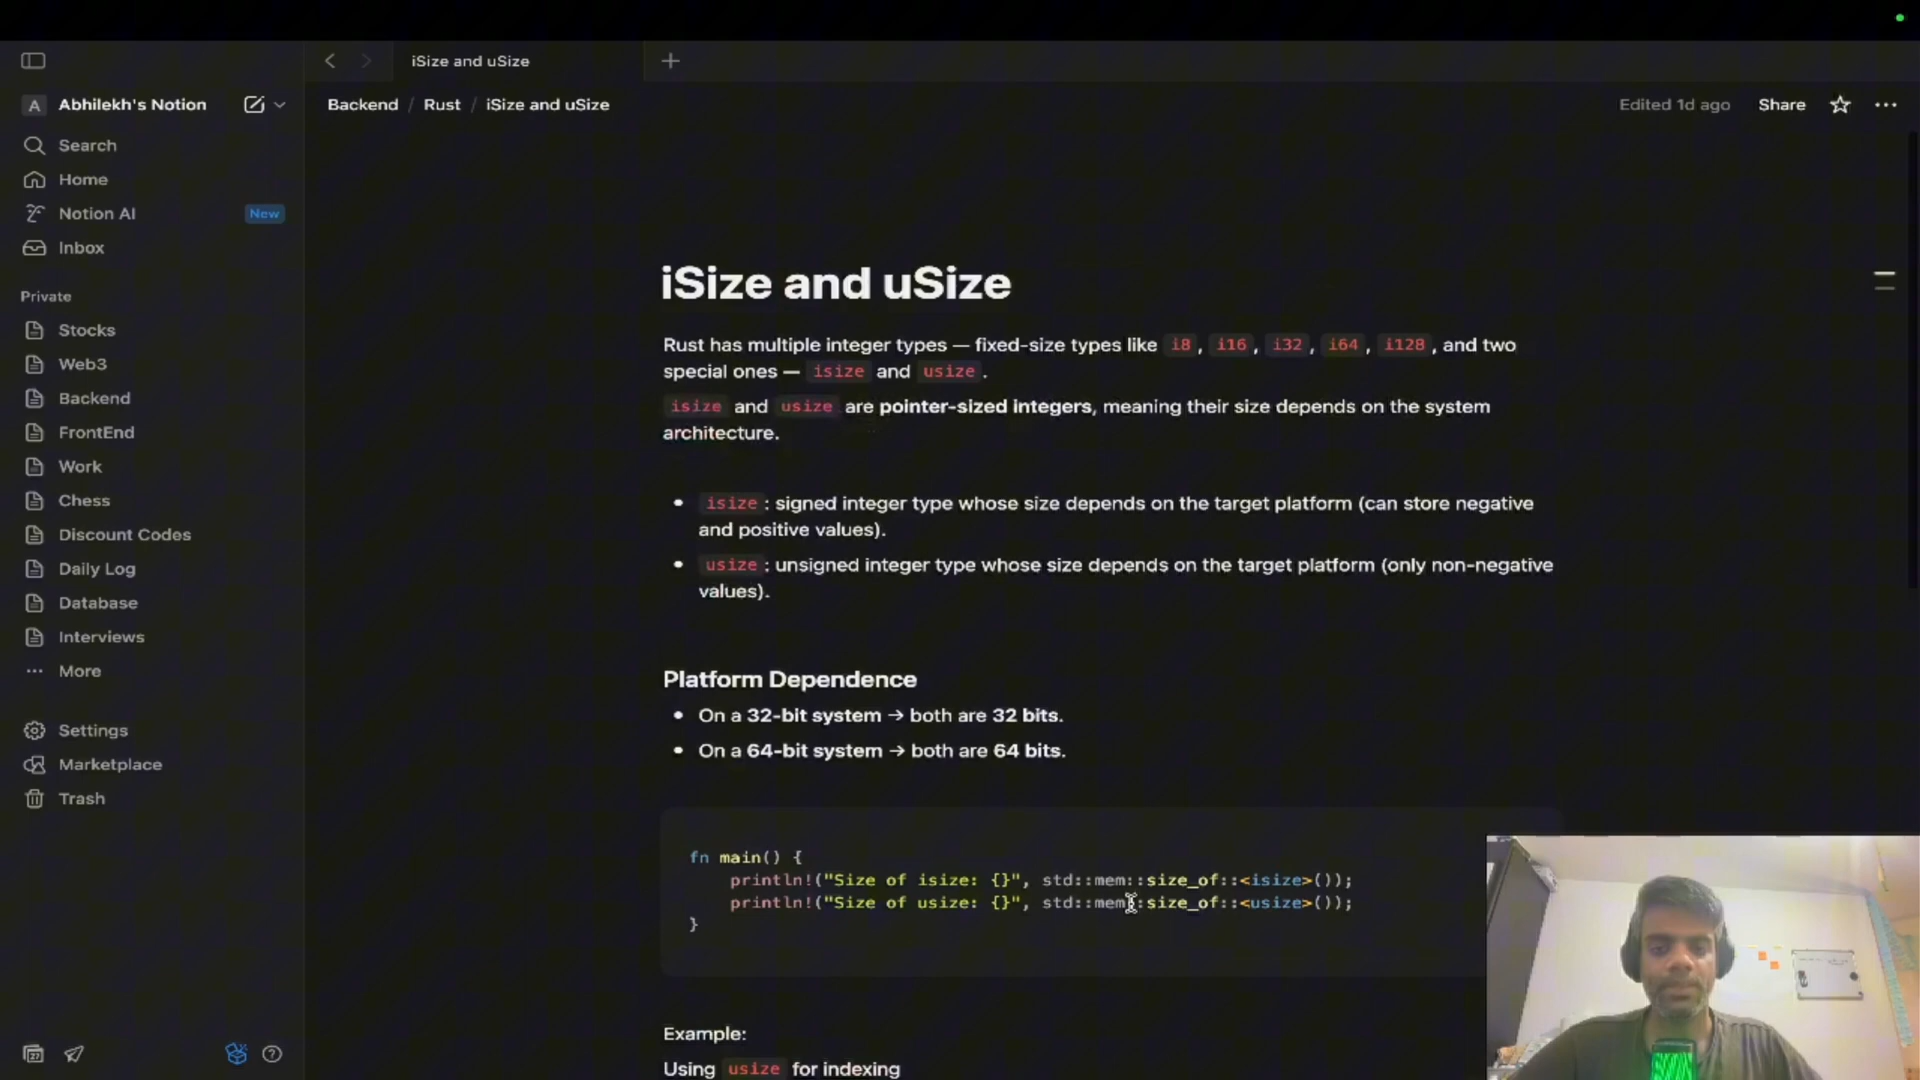 iSize and uSize
A Abhilekh's Notion
Backend / Rust / iSize and uSize
Edited 1d ago Share
Search
Home
Notion AI New
Inbox
Private
Stocks
Web3
Backend
FrontEnd
Work
Chess
Discount Codes
Daily Log
Database
Interviews
More
Settings
Marketplace
Trash
27
iSize and uSize
Rust has multiple integer types — fixed-size types like i8, i16, i32, i64, i128, and two
special ones — isize and usize.
isize and usize are pointer-sized integers, meaning their size depends on the system
architecture.
• isize: signed integer type whose size depends on the target platform (can store negative
and positive values).
• usize: unsigned integer type whose size depends on the target platform (only non-negative
values).
Platform Dependence
• On a 32-bit system → both are 32 bits.
• On a 64-bit system → both are 64 bits.
fn main() {
    println!("Size of isize: {}", std::mem::size_of::<isize>());
    println!("Size of usize: {}", std::mem::size_of::<usize>());
}
Example:
Using usize for indexing